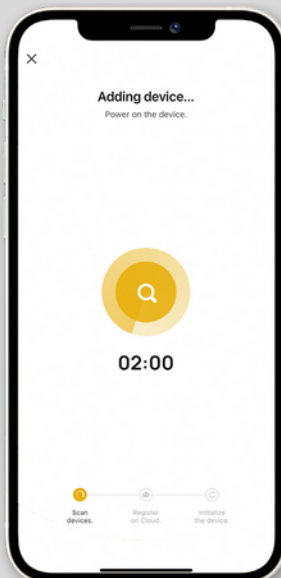 Adding device...
Power on the device.
02:00
Scan
devices.
Register
on Cloud.
Initialize
the device.